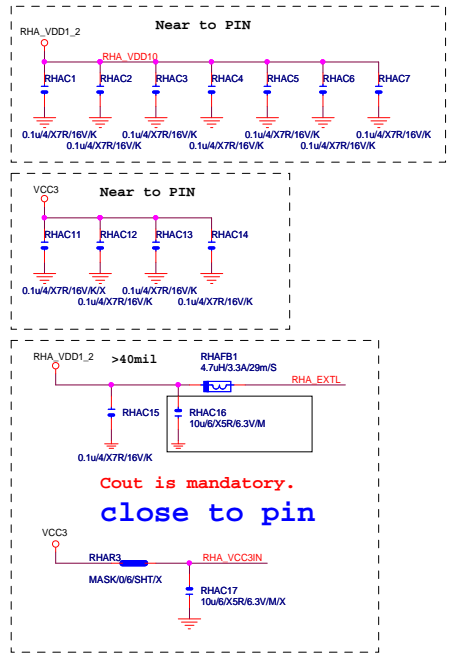 Near to PIN
RHA_VDD1_2
RHA_VDD10
RHAC1 RHAC2 RHAC3 RHAC4 RHAC5 RHAC6 RHAC7
0.1u/4/X7R/16V/K 0.1u/4/X7R/16V/K 0.1u/4/X7R/16V/K 0.1u/4/X7R/16V/K
0.1u/4/X7R/16V/K 0.1u/4/X7R/16V/K 0.1u/4/X7R/16V/K
VCC3
Near to PIN
RHAC11 RHAC12 RHAC13 RHAC14
0.1u/4/X7R/16V/K/X 0.1u/4/X7R/16V/K
0.1u/4/X7R/16V/K 0.1u/4/X7R/16V/K
RHA_VDD1_2
>40mil
RHAFB1
4.7uH/3.3A/29m/S
RHA_EXTL
RHAC15
0.1u/4/X7R/16V/K
RHAC16
10u/6/X5R/6.3V/M
Cout is mandatory.
close to pin
VCC3
RHAR3
RHA_VCC3IN
MASK/0/6/SHT/X
RHAC17
10u/6/X5R/6.3V/M/X